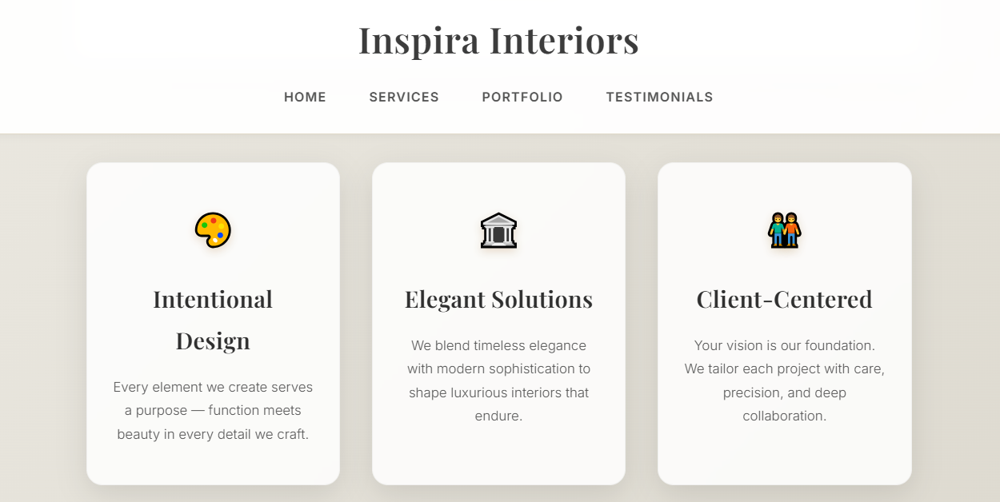 Inspira Interiors
HOME SERVICES PORTFOLIO TESTIMONIALS
Intentional
Design
Every element we create serves
a purpose — function meets
beauty in every detail we craft.
Elegant Solutions
We blend timeless elegance
with modern sophistication to
shape luxurious interiors that
endure.
Client-Centered
Your vision is our foundation.
We tailor each project with care,
precision, and deep
collaboration.